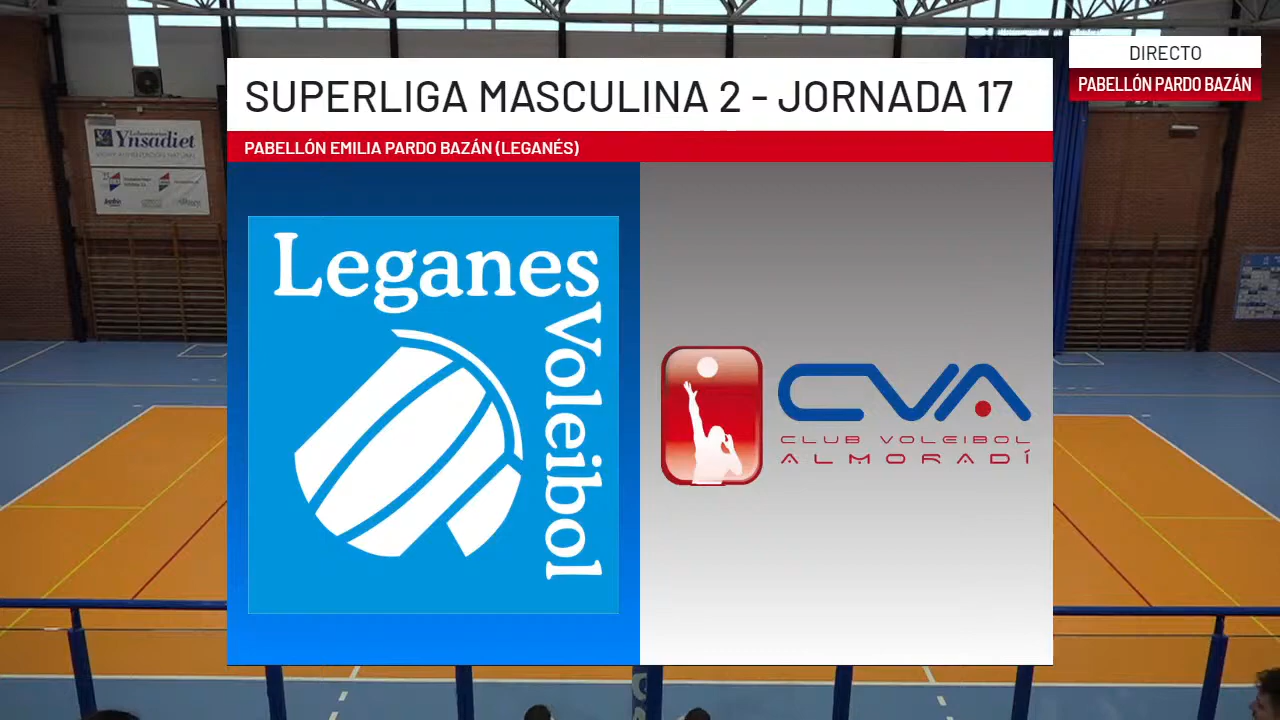 DIRECTO
PABELLÓN PARDO BAZÁN
SUPERLIGA MASCULINA 2 - JORNADA 17
PABELLÓN EMILIA PARDO BAZÁN (LEGANÉS)
Laboratorios
Ynsadiet
Leganes
Voleibol
CVA
CLUB VOLEIBOL
ALMORADÍ